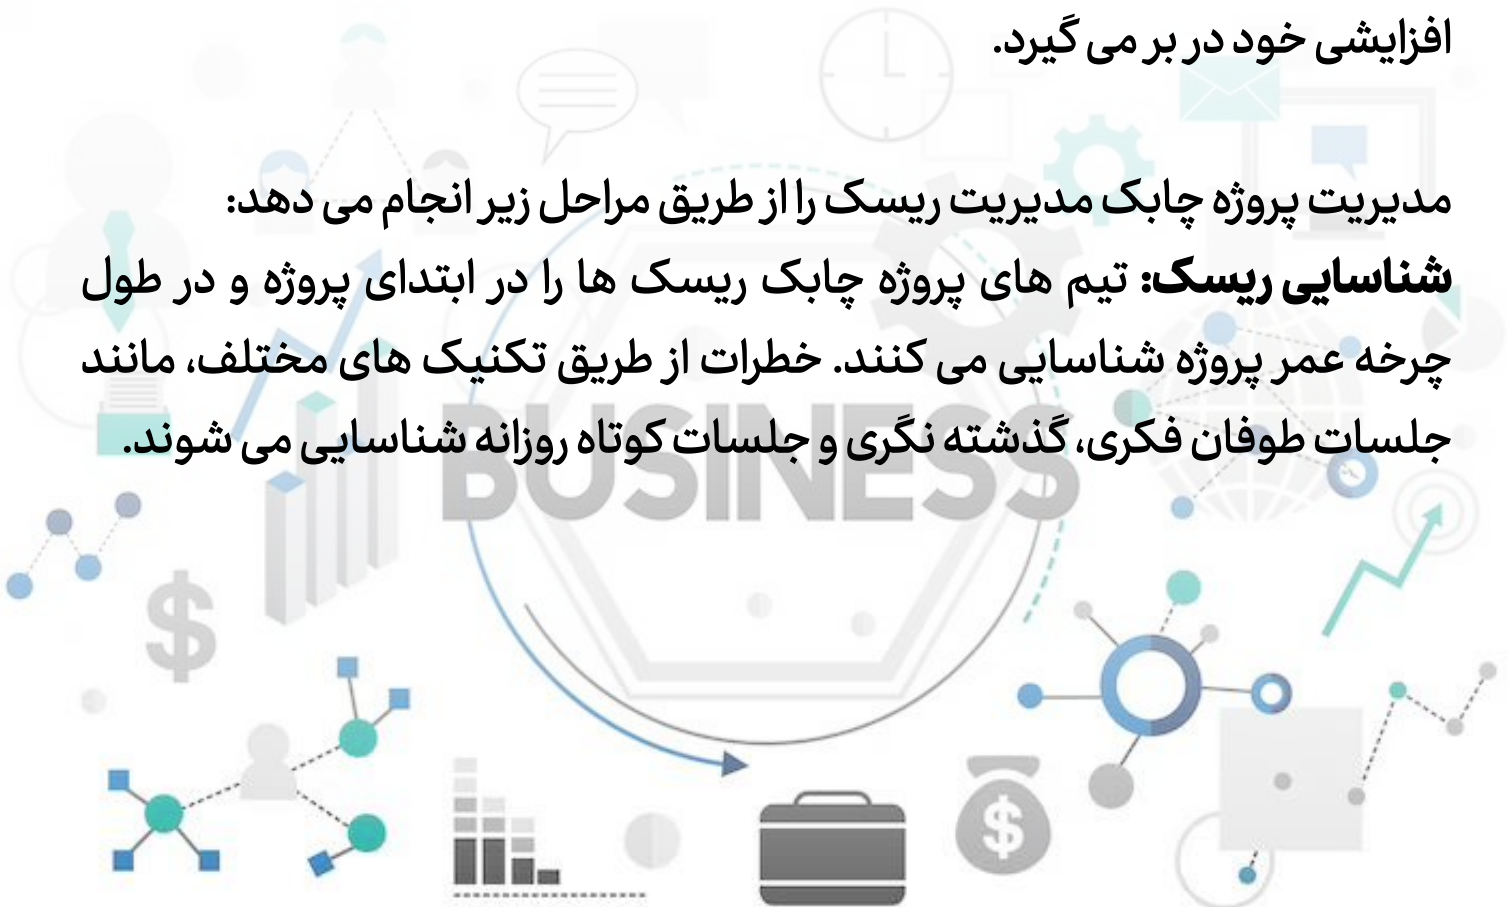 افزایشی خود در بر می گیرد.
مدیریت پروژه چابک مدیریت ریسک را از طریق مراحل زیر انجام می دهد:
شناسایی ریسک: تیم های پروژه چابک ریسک ها را در ابتدای پروژه و در طول
چرخه عمر پروژه شناسایی می کنند. خطرات از طریق تکنیک های مختلف، مانند
جلسات طوفان فکری، گذشته نگری و جلسات کوتاه روزانه شناسایی می شوند.
BUSINESS
$
$